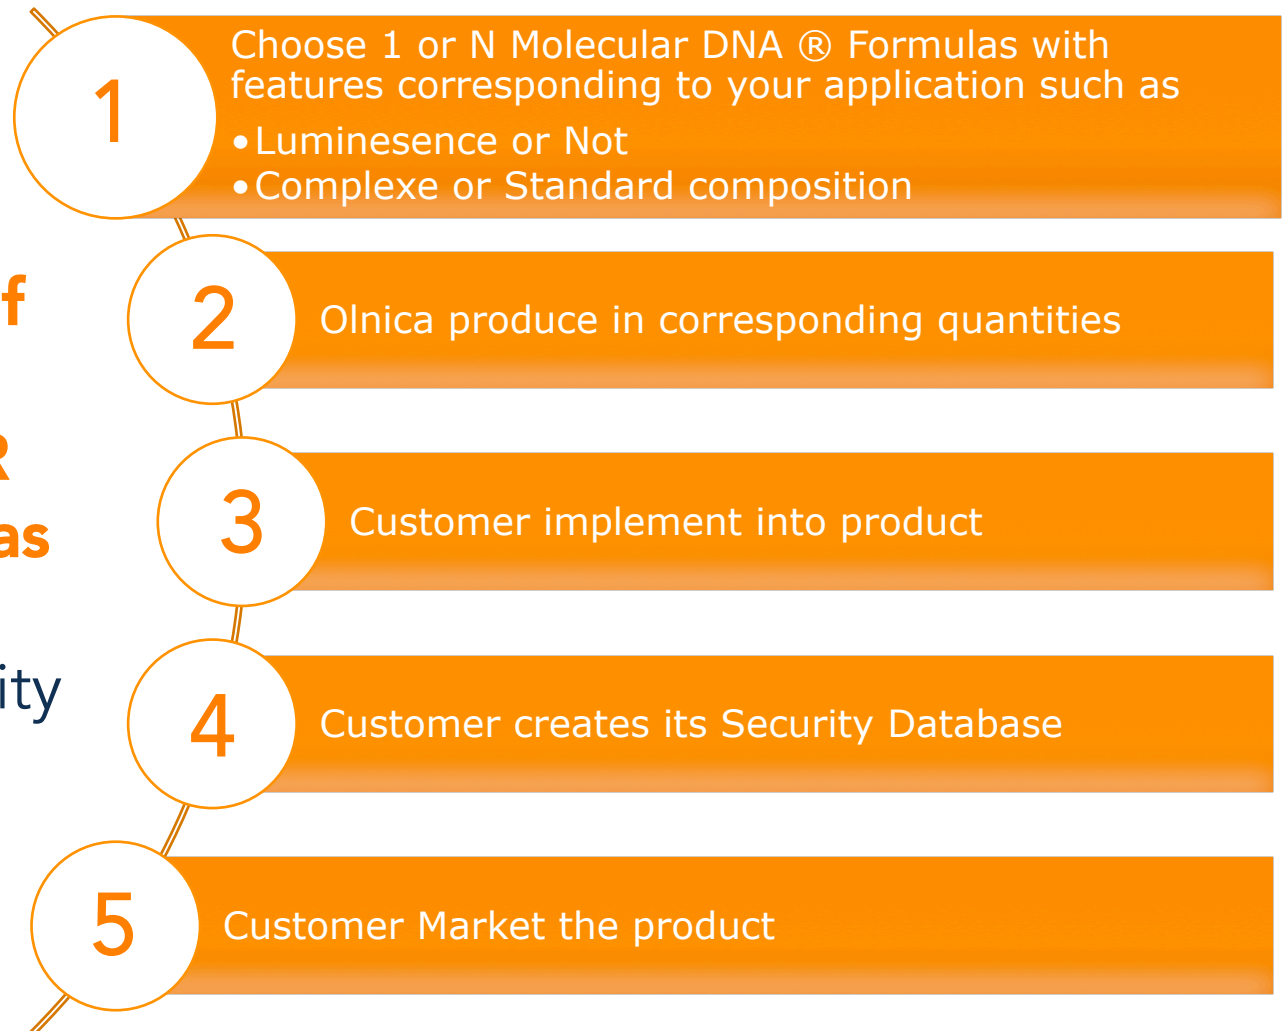 1
Choose 1 or N Molecular DNA ® Formulas with
features corresponding to your application such as
•Luminesence or Not
•Complexe or Standard composition
2
Olnica produce in corresponding quantities
3
Customer implement into product
4
Customer creates its Security Database
5
Customer Market the product
f
R
as
ity